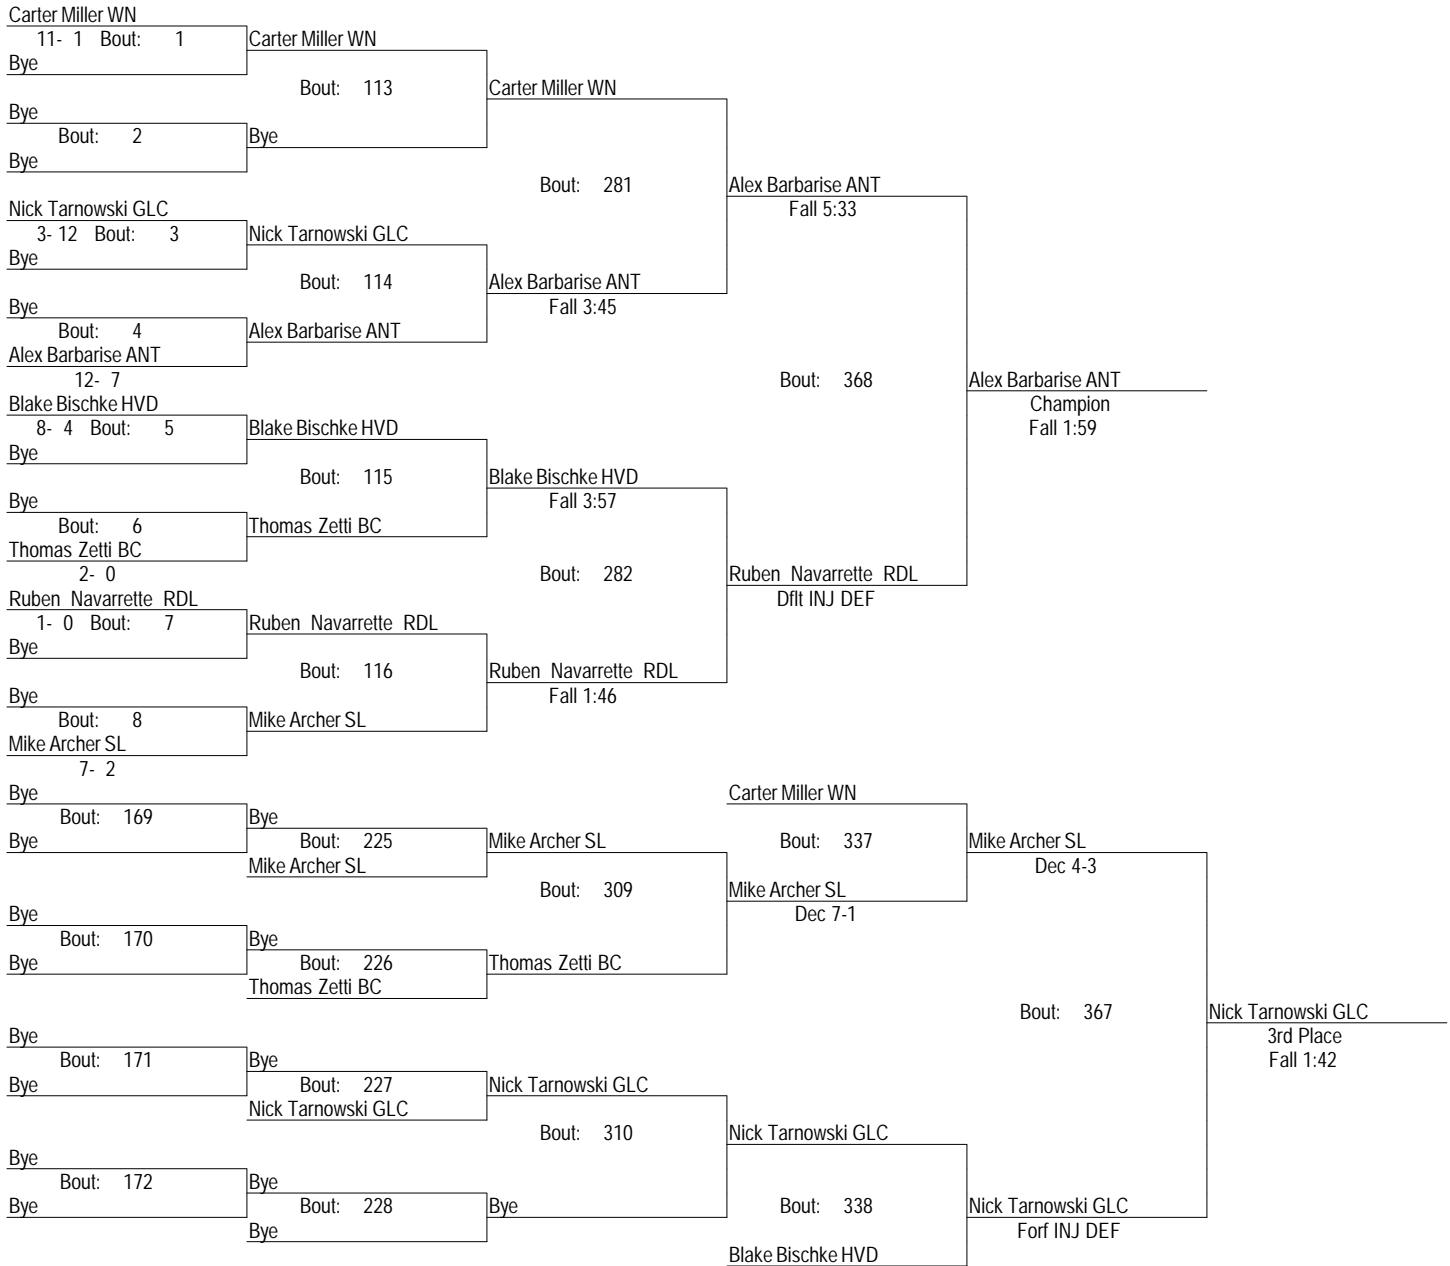 Carter Miller WN
11- 1 Bout: 1 Carter Miller WN
Bye
Bout: 113 Carter Miller WN
Bye
Bout: 2 Bye
Bye
Bout: 281 Alex Barbarise ANT
Nick Tarnowski GLC Fall 5:33
3- 12 Bout: 3 Nick Tarnowski GLC
Bye
Bout: 114 Alex Barbarise ANT
Bye Fall 3:45
Bout: 4 Alex Barbarise ANT
Alex Barbarise ANT
12- 7 Bout: 368 Alex Barbarise ANT
Blake Bischke HVD Champion
8- 4 Bout: 5 Blake Bischke HVD Fall 1:59
Bye
Bout: 115 Blake Bischke HVD
Bye Fall 3:57
Bout: 6 Thomas Zetti BC
Thomas Zetti BC
2- 0 Bout: 282 Ruben Navarrette RDL
Ruben Navarrette RDL Dflt INJ DEF
1- 0 Bout: 7 Ruben Navarrette RDL
Bye
Bout: 116 Ruben Navarrette RDL
Bye Fall 1:46
Bout: 8 Mike Archer SL
Mike Archer SL
7- 2
Bye Carter Miller WN
Bout: 169 Bye
Bye Bout: 225 Mike Archer SL Bout: 337 Mike Archer SL
Mike Archer SL Dec 4-3
Bout: 309 Mike Archer SL
Bye Dec 7-1
Bout: 170 Bye
Bye Bout: 226 Thomas Zetti BC
Thomas Zetti BC
Bout: 367 Nick Tarnowski GLC
Bye 3rd Place
Bout: 171 Bye Fall 1:42
Bye Bout: 227 Nick Tarnowski GLC
Nick Tarnowski GLC
Bout: 310 Nick Tarnowski GLC
Bye
Bout: 172 Bye
Bye Bout: 228 Bye Bout: 338 Nick Tarnowski GLC
Bye Forf INJ DEF
Blake Bischke HVD